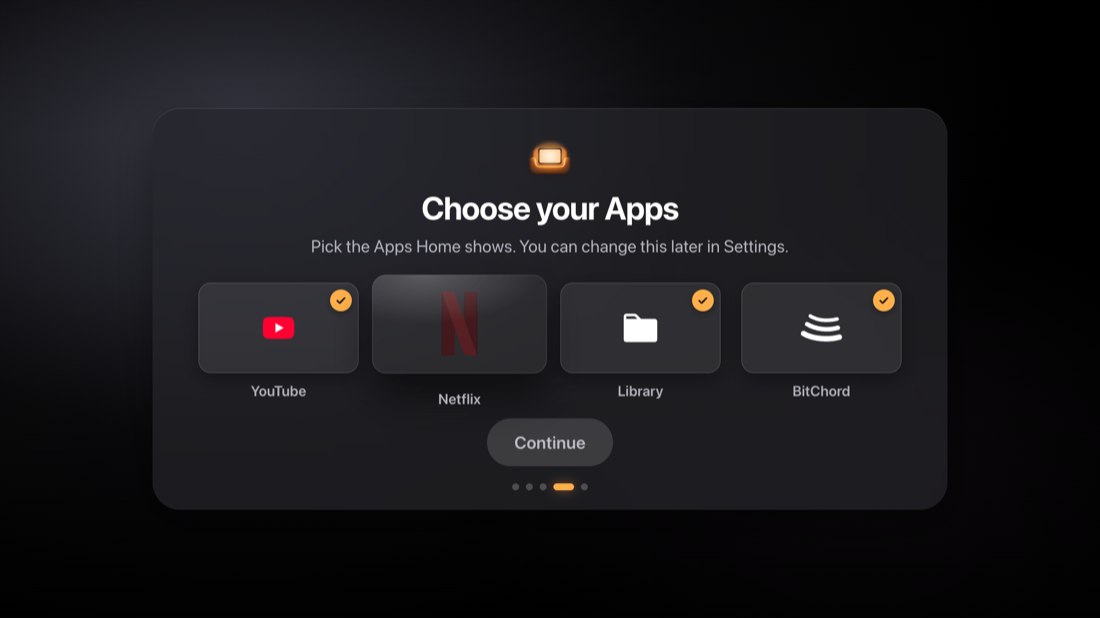 Choose your Apps
Pick the Apps Home shows. You can change this later in Settings.
YouTube
Netflix
Library
BitChord
Continue